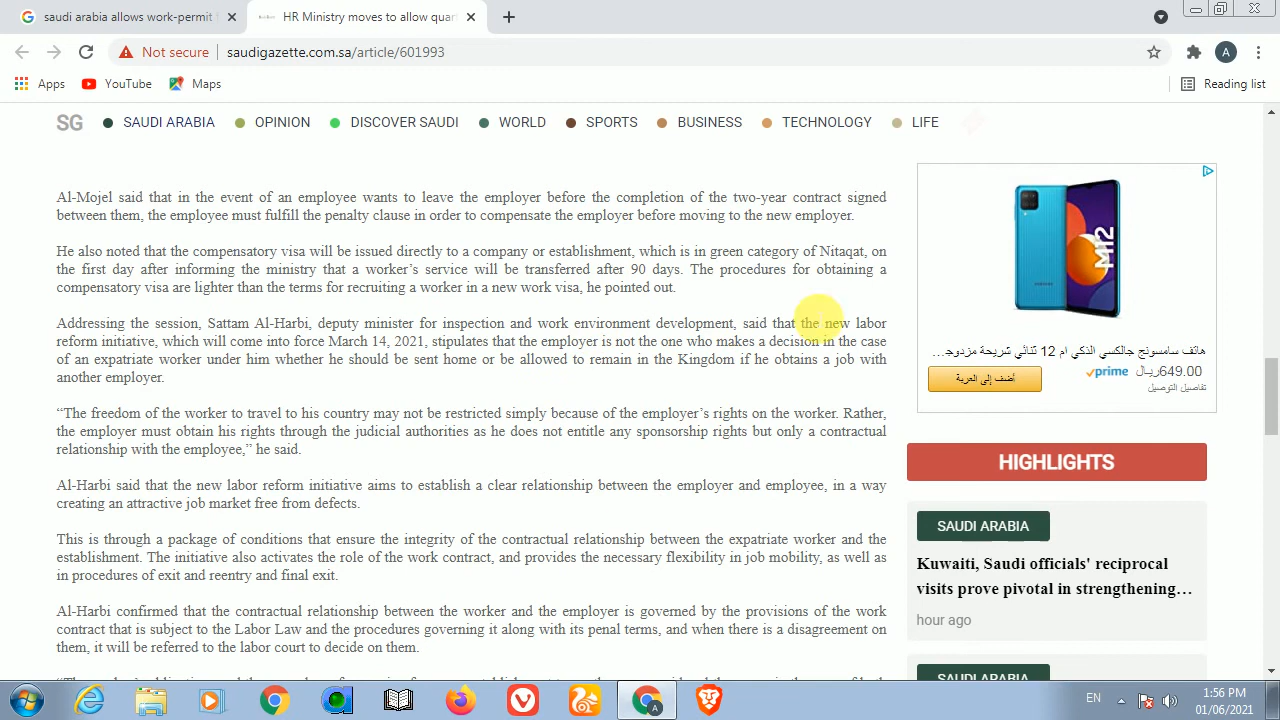 saudi arabia allows work-permit
HR Ministry moves to allow quar
Not secure
saudigazette.com.sa/article/601993
A
Apps
YouTube
Maps
Reading list
SG
SAUDI ARABIA
OPINION
DISCOVER SAUDI
WORLD
SPORTS
BUSINESS
TECHNOLOGY
LIFE
Al-Mojel said that in the event of an employee wants to leave the employer before the completion of the two-year contract signed
between them, the employee must fulfill the penalty clause in order to compensate the employer before moving to the new employer.
He also noted that the compensatory visa will be issued directly to a company or establishment, which is in green category of Nitaqat, on
the first day after informing the ministry that a worker’s service will be transferred after 90 days. The procedures for obtaining a
compensatory visa are lighter than the terms for recruiting a worker in a new work visa, he pointed out.
Addressing the session, Sattam Al-Harbi, deputy minister for inspection and work environment development, said that the new labor
reform initiative, which will come into force March 14, 2021, stipulates that the employer is not the one who makes a decision in the case
of an expatriate worker under him whether he should be sent home or be allowed to remain in the Kingdom if he obtains a job with
another employer.
“The freedom of the worker to travel to his country may not be restricted simply because of the employer’s rights on the worker. Rather,
the employer must obtain his rights through the judicial authorities as he does not entitle any sponsorship rights but only a contractual
relationship with the employee,” he said.
Al-Harbi said that the new labor reform initiative aims to establish a clear relationship between the employer and employee, in a way
creating an attractive job market free from defects.
This is through a package of conditions that ensure the integrity of the contractual relationship between the expatriate worker and the
establishment. The initiative also activates the role of the work contract, and provides the necessary flexibility in job mobility, as well as
in procedures of exit and reentry and final exit.
Al-Harbi confirmed that the contractual relationship between the worker and the employer is governed by the provisions of the work
contract that is subject to the Labor Law and the procedures governing it along with its penal terms, and when there is a disagreement on
them, it will be referred to the labor court to decide on them.
M12
هاتف سامسونج جالكسي الذكي ام 12 ثنائي شريحة مزدوج...
649.00ريـال
prime
أضف إلى العربة
تفاصيل التوصيل
HIGHLIGHTS
SAUDI ARABIA
Kuwaiti, Saudi officials' reciprocal
visits prove pivotal in strengthening…
hour ago
SAUDI ARABIA
EN
1:56 PM
01/06/2021